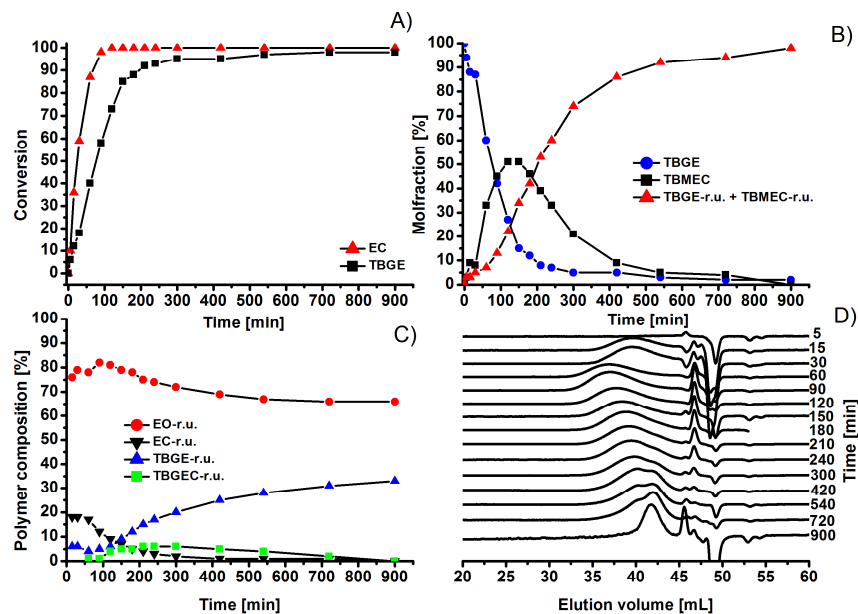 A)
100
90
80
70
60
50
40
30
20
10
0
Conversion
EC
TBGE
0 100 200 300 400 500 600 700 800 900
TIme [min]
B)
100
90
80
70
60
50
40
30
20
10
0
Molfraction [%]
TBGE
TBMEC
TBGE-r.u. + TBMEC-r.u.
0 100 200 300 400 500 600 700 800 900
Time [min]
C)
100
90
80
70
60
50
40
30
20
10
0
Polymer composition [%]
EO-r.u.
EC-r.u.
TBGE-r.u.
TBGEC-r.u.
0 100 200 300 400 500 600 700 800 900
Time [min]
D)
5
15
30
60
90
120
150
180
210
240
300
420
540
720
900
Time [min]
20 25 30 35 40 45 50 55 60
Elution volume [mL]